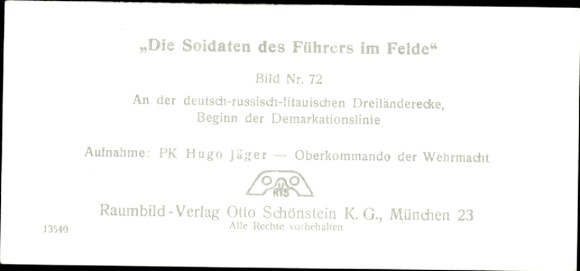 „Die Soldaten des Führers im Felde“
Bild Nr. 72
An der deutsch-russisch-litauischen Dreiländerecke,
Beginn der Demarkationslinie
Aufnahme: PK Hugo Jäger — Oberkommando der Wehrmacht
RTS
Raumbild-Verlag Otto Schönstein K. G., München 23
13540
Alle Rechte vorbehalten